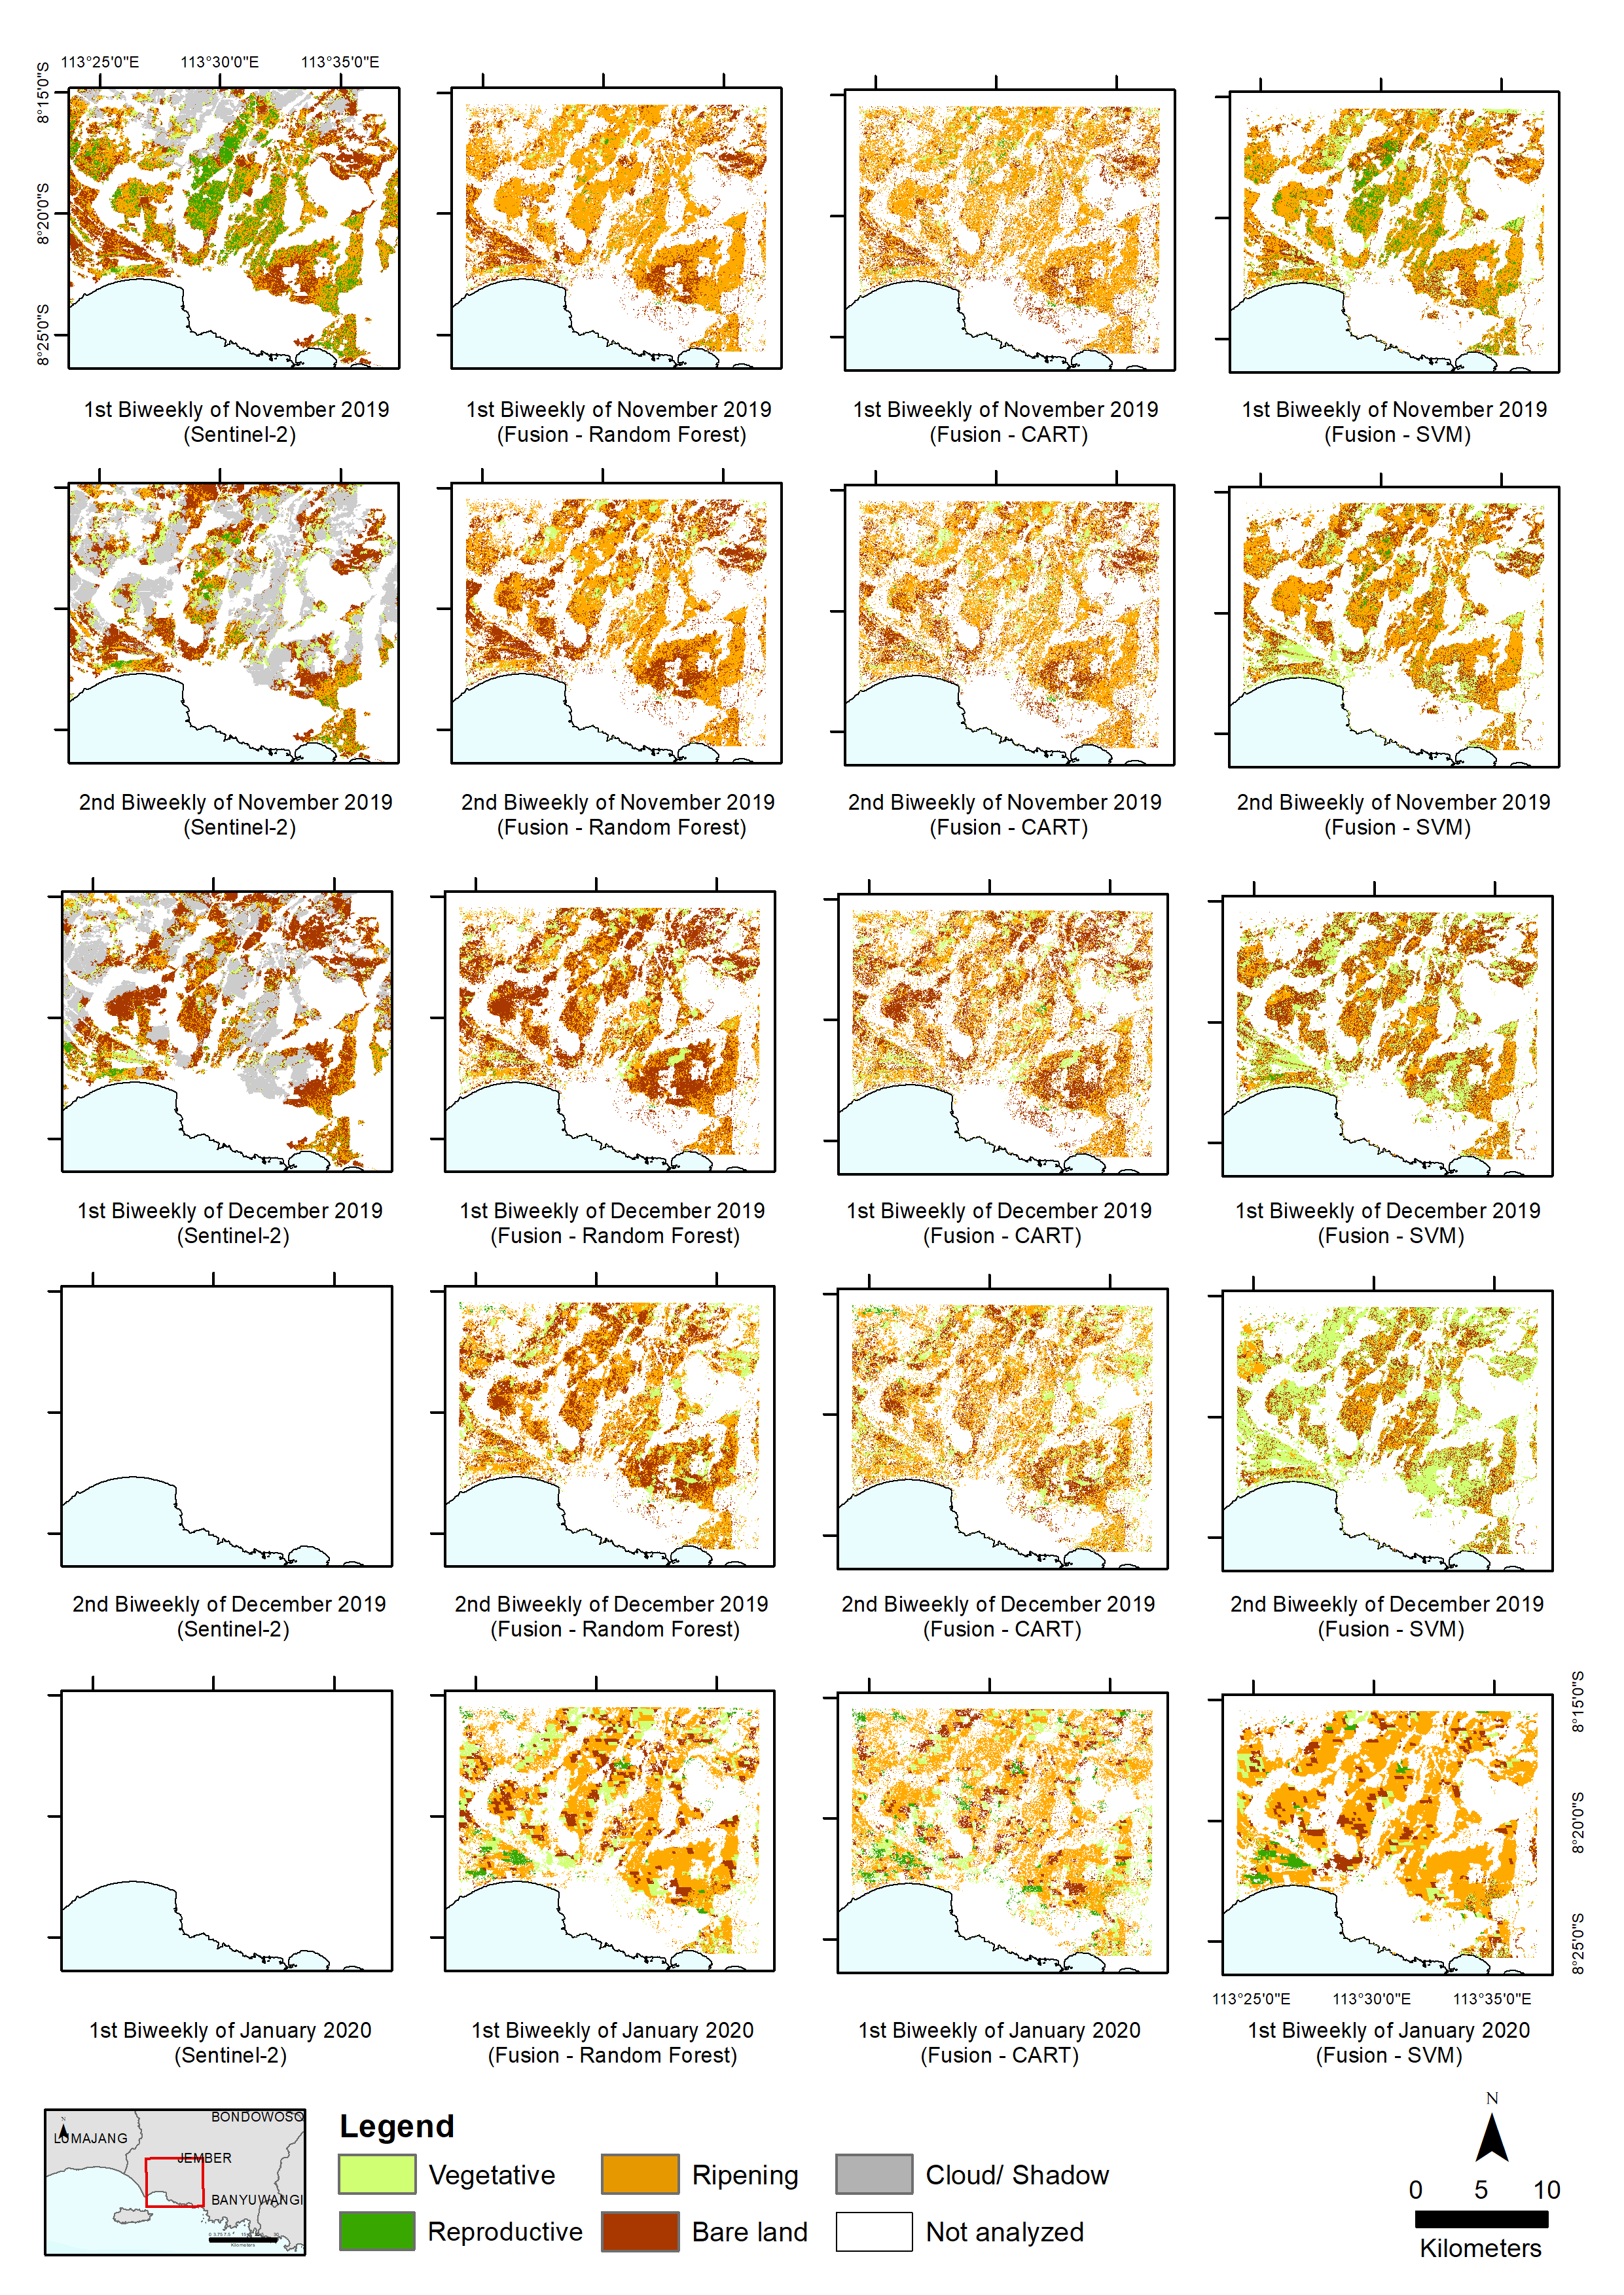 113°25'0"E 113°30'0"E 113°35'0"E
8°15'0"S
8°20'0"S
8°25'0"S
1st Biweekly of November 2019
(Sentinel-2)
1st Biweekly of November 2019
(Fusion - Random Forest)
1st Biweekly of November 2019
(Fusion - CART)
1st Biweekly of November 2019
(Fusion - SVM)
2nd Biweekly of November 2019
(Sentinel-2)
2nd Biweekly of November 2019
(Fusion - Random Forest)
2nd Biweekly of November 2019
(Fusion - CART)
2nd Biweekly of November 2019
(Fusion - SVM)
1st Biweekly of December 2019
(Sentinel-2)
1st Biweekly of December 2019
(Fusion - Random Forest)
1st Biweekly of December 2019
(Fusion - CART)
1st Biweekly of December 2019
(Fusion - SVM)
2nd Biweekly of December 2019
(Sentinel-2)
2nd Biweekly of December 2019
(Fusion - Random Forest)
2nd Biweekly of December 2019
(Fusion - CART)
2nd Biweekly of December 2019
(Fusion - SVM)
8°15'0"S
8°20'0"S
8°25'0"S
113°25'0"E 113°30'0"E 113°35'0"E
1st Biweekly of January 2020
(Sentinel-2)
1st Biweekly of January 2020
(Fusion - Random Forest)
1st Biweekly of January 2020
(Fusion - CART)
1st Biweekly of January 2020
(Fusion - SVM)
N
BONDOWOSO
LUMAJANG
JEMBER
BANYUWANGI
Kilometers
Legend
Vegetative
Ripening
Cloud/ Shadow
Reproductive
Bare land
Not analyzed
N
0 5 10
Kilometers